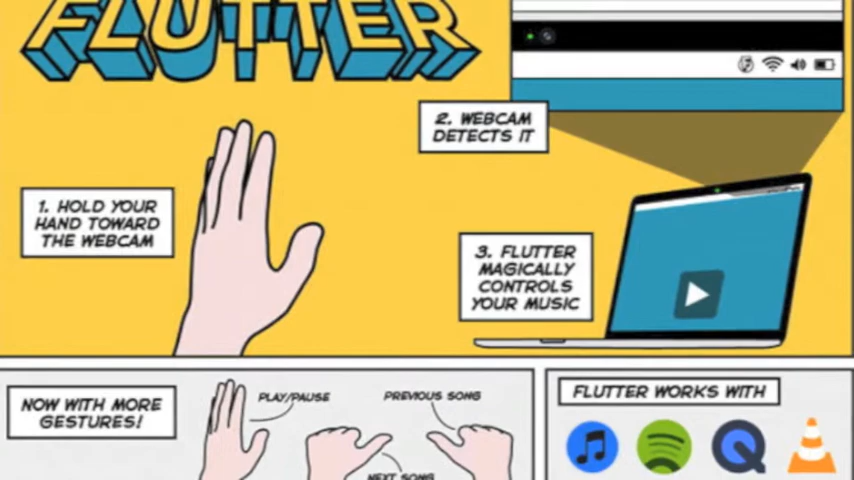 FLUTTER
2. WEBCAM
DETECTS IT
1. HOLD YOUR
HAND TOWARD
THE WEBCAM
3. FLUTTER
MAGICALLY
CONTROLS
YOUR MUSIC
NOW WITH MORE
GESTURES!
PLAY/PAUSE
PREVIOUS SONG
NEXT SONG
FLUTTER WORKS WITH